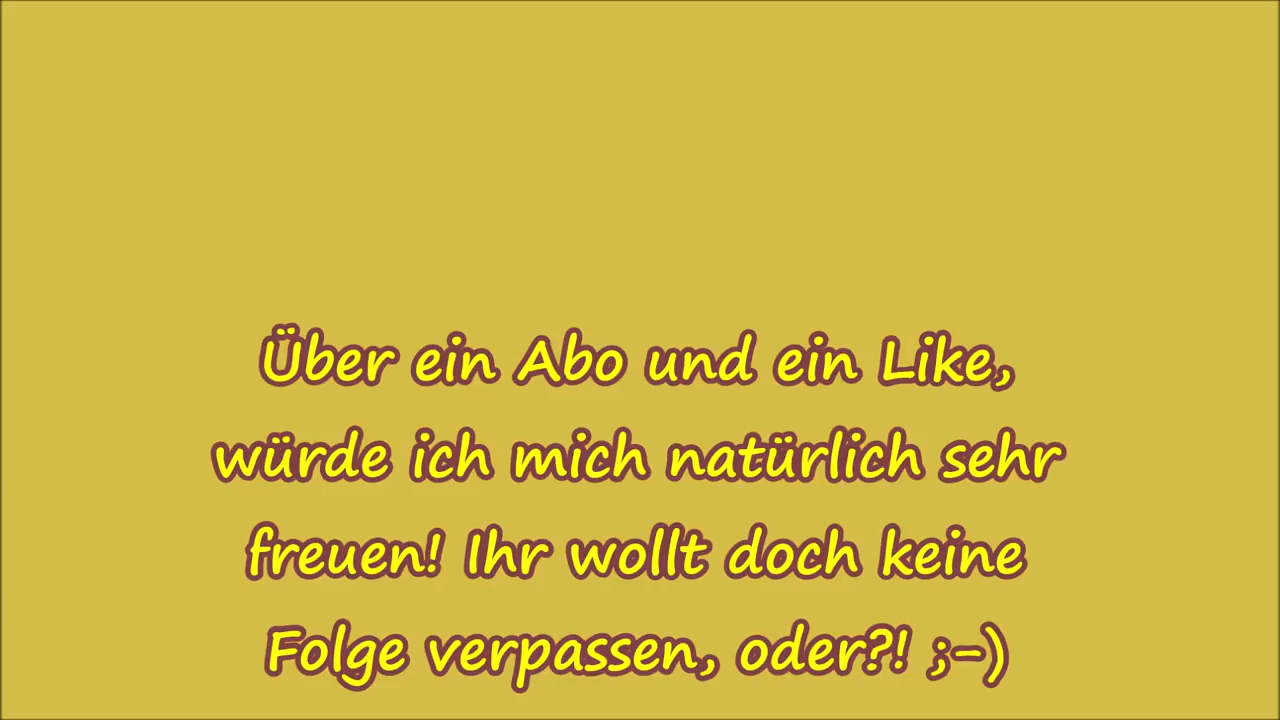 Über ein Abo und ein Like,
würde ich mich natürlich sehr
freuen! Ihr wollt doch keine
Folge verpassen, oder?! ;-)